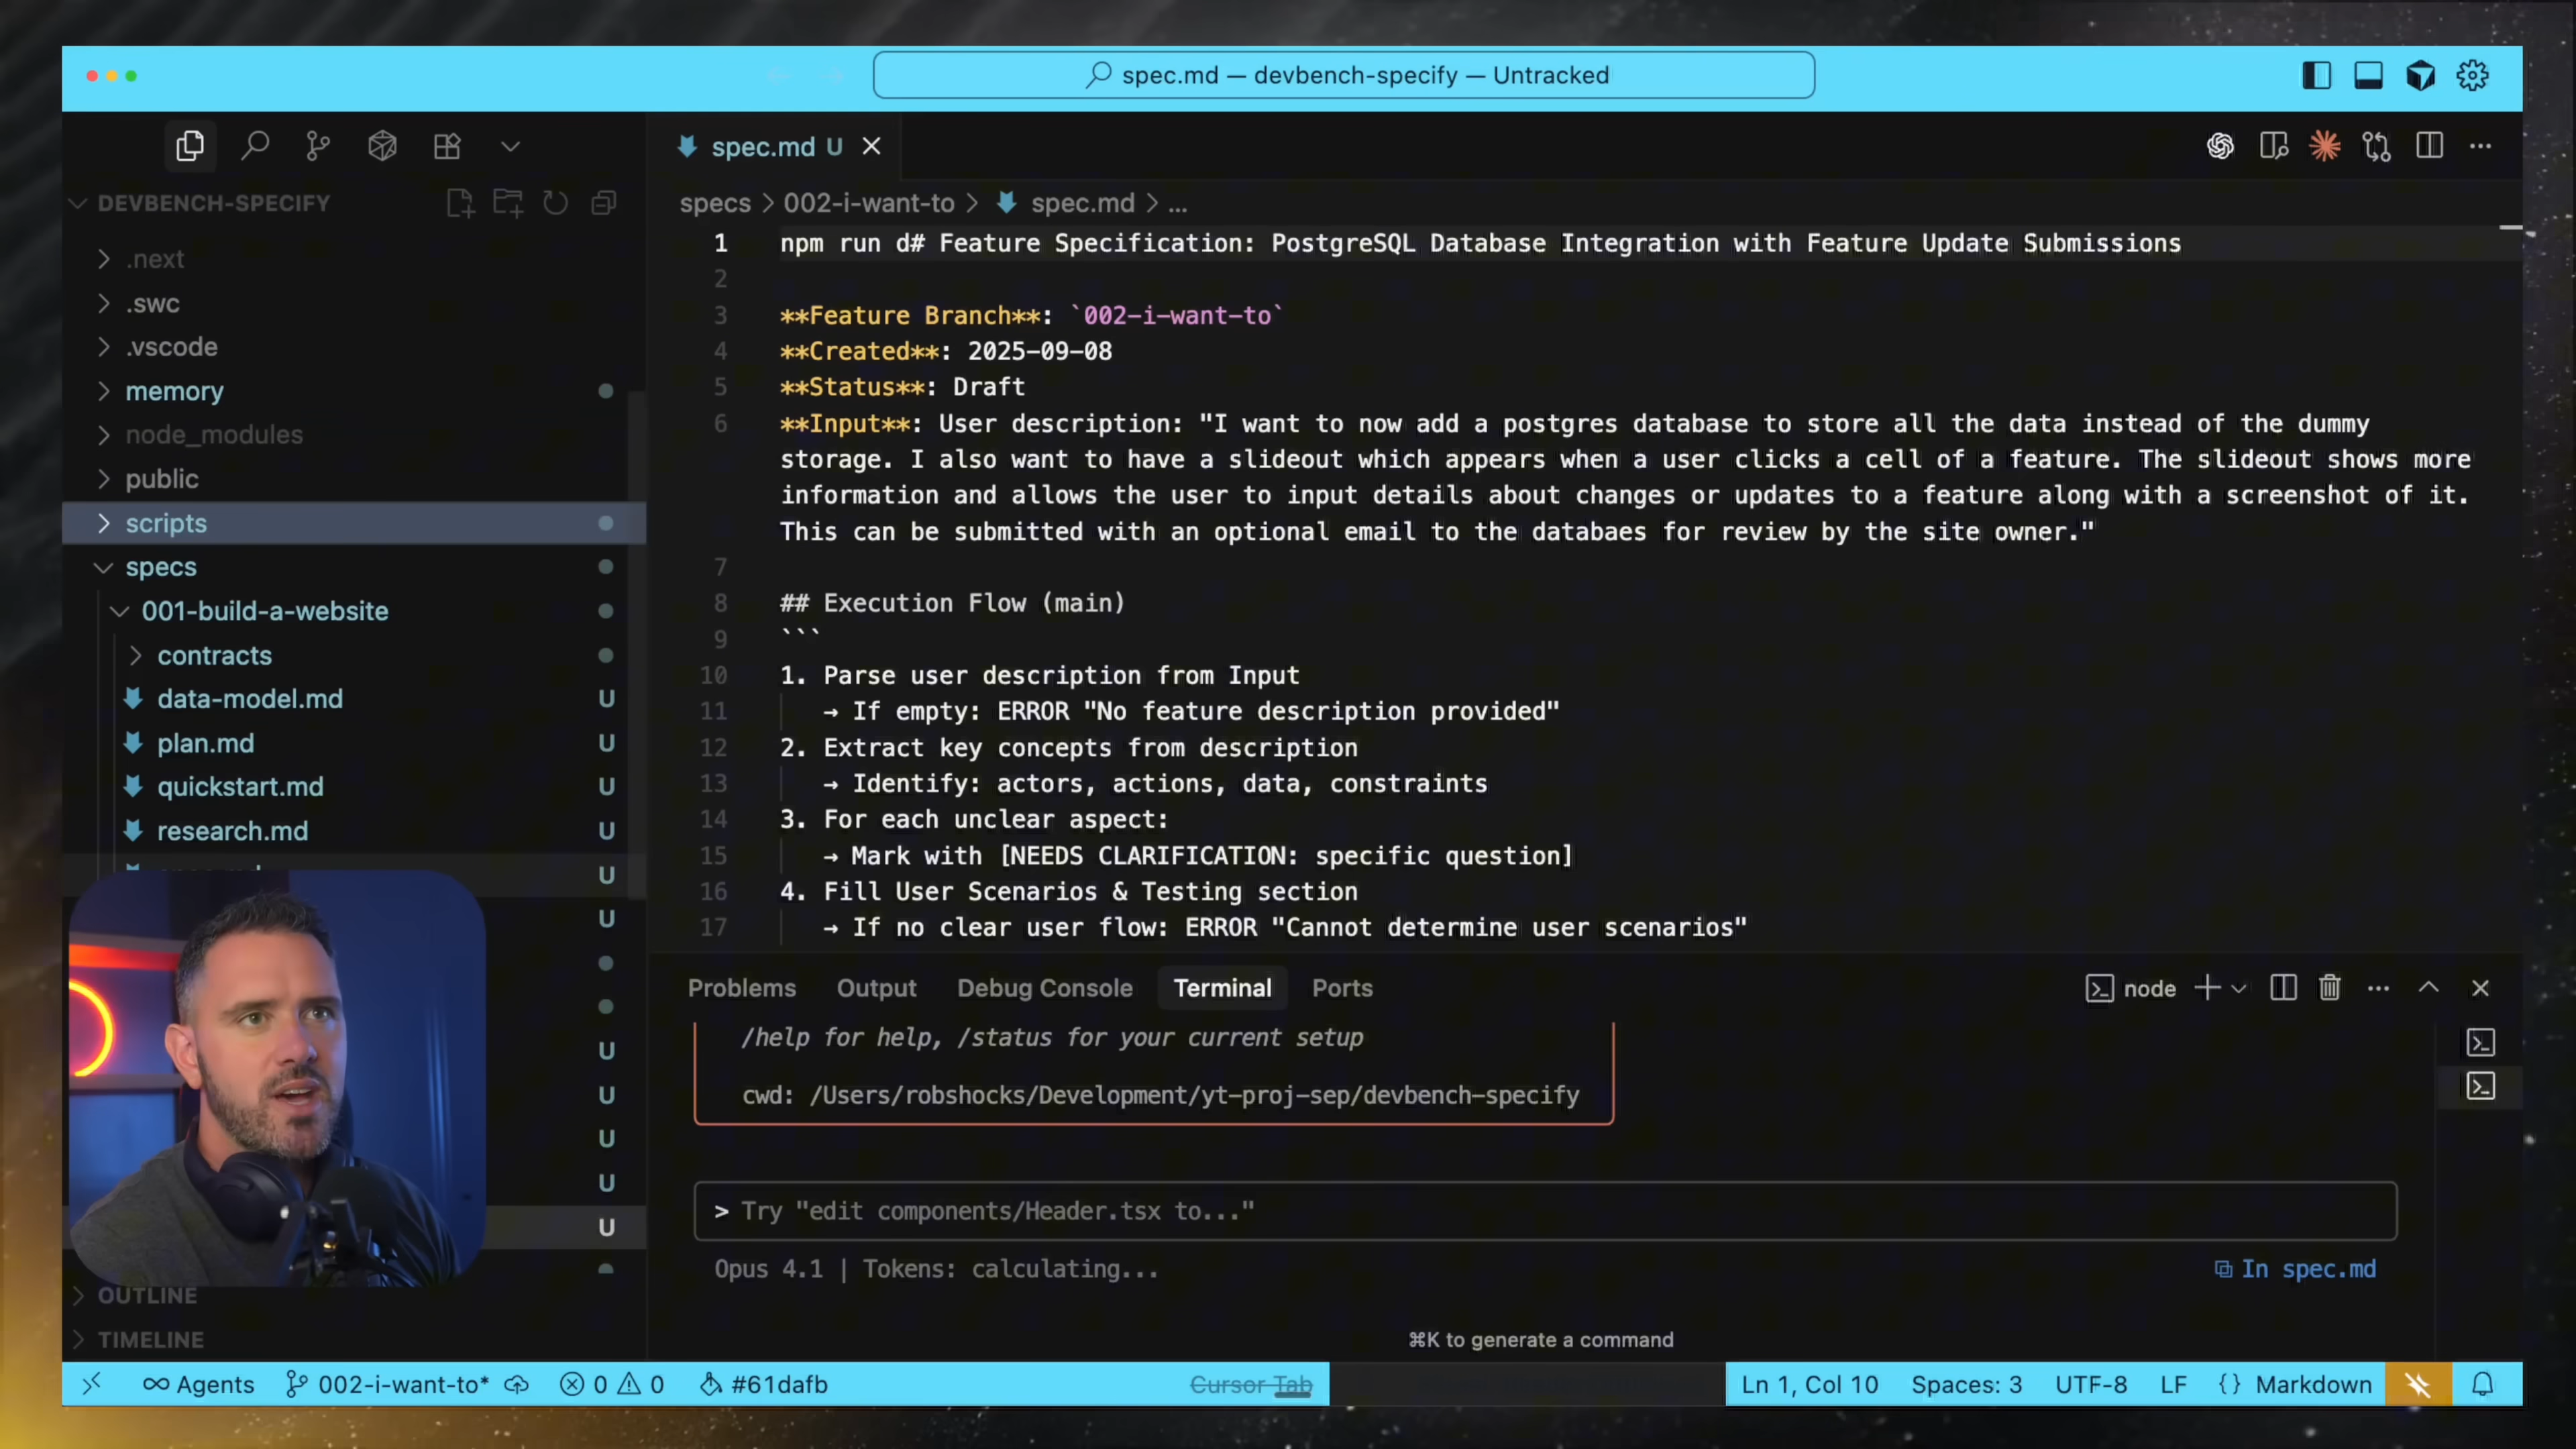 spec.md — devbench-specify — Untracked
spec.md U
DEVBENCH-SPECIFY
specs > 002-i-want-to > spec.md > ...
.next
.swc
.vscode
memory
node_modules
public
scripts
specs
001-build-a-website
contracts
data-model.md U
plan.md U
quickstart.md U
research.md U
U
U
U
U
U
U
U
OUTLINE
TIMELINE
1 npm run d# Feature Specification: PostgreSQL Database Integration with Feature Update Submissions
2
3 **Feature Branch**: `002-i-want-to`
4 **Created**: 2025-09-08
5 **Status**: Draft
6 **Input**: User description: "I want to now add a postgres database to store all the data instead of the dummy
storage. I also want to have a slideout which appears when a user clicks a cell of a feature. The slideout shows more
information and allows the user to input details about changes or updates to a feature along with a screenshot of it.
This can be submitted with an optional email to the databaes for review by the site owner."
7
8 ## Execution Flow (main)
9 ```
10 1. Parse user description from Input
11 → If empty: ERROR "No feature description provided"
12 2. Extract key concepts from description
13 → Identify: actors, actions, data, constraints
14 3. For each unclear aspect:
15 → Mark with [NEEDS CLARIFICATION: specific question]
16 4. Fill User Scenarios & Testing section
17 → If no clear user flow: ERROR "Cannot determine user scenarios"
Problems Output Debug Console Terminal Ports
node
/help for help, /status for your current setup
cwd: /Users/robshocks/Development/yt-proj-sep/devbench-specify
> Try "edit components/Header.tsx to..."
Opus 4.1 | Tokens: calculating...
In spec.md
⌘K to generate a command
Agents 002-i-want-to* 0 0 #61dafb Cursor Tab Ln 1, Col 10 Spaces: 3 UTF-8 LF {} Markdown